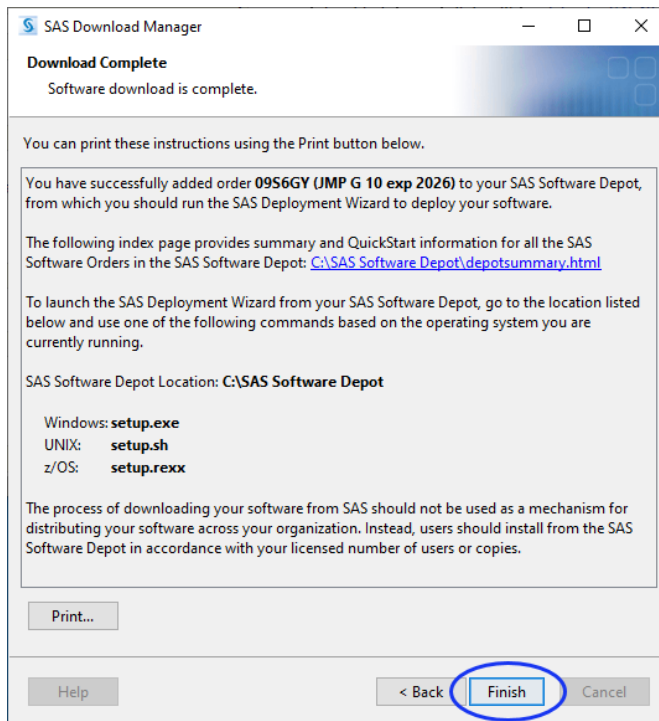 SAS Download Manager
Download Complete
Software download is complete.
You can print these instructions using the Print button below.
You have successfully added order 09S6GY (JMP G 10 exp 2026) to your SAS Software Depot,
from which you should run the SAS Deployment Wizard to deploy your software.
The following index page provides summary and QuickStart information for all the SAS
Software Orders in the SAS Software Depot: C:\SAS Software Depot\depotsummary.html
To launch the SAS Deployment Wizard from your SAS Software Depot, go to the location listed
below and use one of the following commands based on the operating system you are
currently running.
SAS Software Depot Location: C:\SAS Software Depot
Windows: setup.exe
UNIX: setup.sh
z/OS: setup.rexx
The process of downloading your software from SAS should not be used as a mechanism for
distributing your software across your organization. Instead, users should install from the SAS
Software Depot in accordance with your licensed number of users or copies.
Print...
Help < Back Finish Cancel